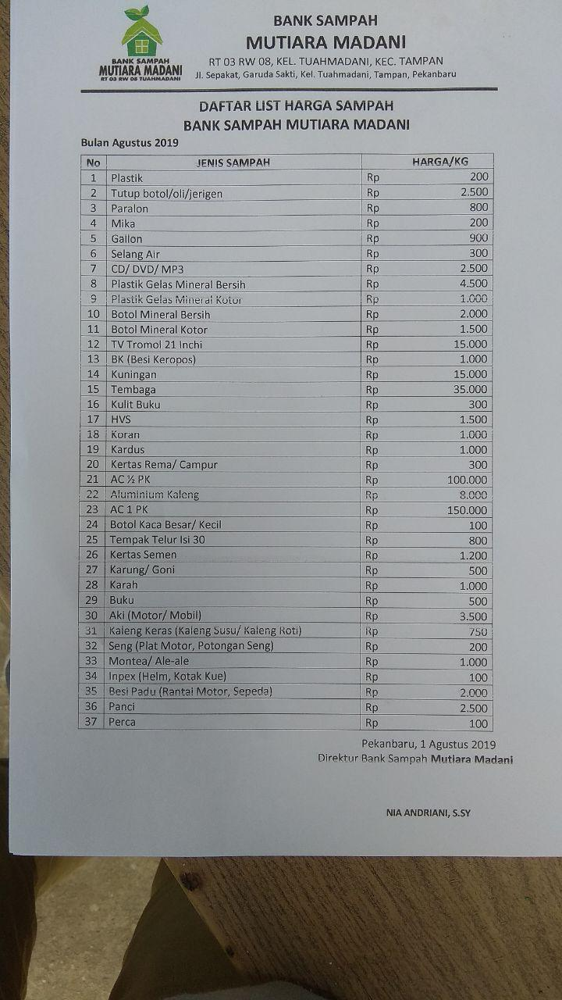 BANK SAMPAH
MUTIARA MADANI
RT 03 RW 08 TUAHMADANI
BANK SAMPAH
MUTIARA MADANI
RT 03 RW 08, KEL. TUAHMADANI, KEC. TAMPAN
Jl. Sepakat, Garuda Sakti, Kel. Tuahmadani, Tampan, Pekanbaru
DAFTAR LIST HARGA SAMPAH
BANK SAMPAH MUTIARA MADANI
Bulan Agustus 2019
No JENIS SAMPAH HARGA/KG
1 Plastik Rp 200
2 Tutup botol/oli/jerigen Rp 2.500
3 Paralon Rp 800
4 Mika Rp 200
5 Gallon Rp 900
6 Selang Air Rp 300
7 CD/ DVD/ MP3 Rp 2.500
8 Plastik Gelas Mineral Bersih Rp 4.500
9 Plastik Gelas Mineral Kotor Rp 1.000
10 Botol Mineral Bersih Rp 2.000
11 Botol Mineral Kotor Rp 1.500
12 TV Tromol 21 Inchi Rp 15.000
13 BK (Besi Keropos) Rp 1.000
14 Kuningan Rp 15.000
15 Tembaga Rp 35.000
16 Kulit Buku Rp 300
17 HVS Rp 1.500
18 Koran Rp 1.000
19 Kardus Rp 1.000
20 Kertas Rema/ Campur Rp 300
21 AC ½ PK Rp 100.000
22 Aluminium Kaleng Rp 8.000
23 AC 1 PK Rp 150.000
24 Botol Kaca Besar/ Kecil Rp 100
25 Tempak Telur Isi 30 Rp 800
26 Kertas Semen Rp 1.200
27 Karung/ Goni Rp 500
28 Karah Rp 1.000
29 Buku Rp 500
30 Aki (Motor/ Mobil) Rp 3.500
31 Kaleng Keras (Kaleng Susu/ Kaleng Roti) Rp 750
32 Seng (Plat Motor, Potongan Seng) Rp 200
33 Montea/ Ale-ale Rp 1.000
34 Inpex (Helm, Kotak Kue) Rp 100
35 Besi Padu (Rantai Motor, Sepeda) Rp 2.000
36 Panci Rp 2.500
37 Perca Rp 100
Pekanbaru, 1 Agustus 2019
Direktur Bank Sampah Mutiara Madani
NIA ANDRIANI, S.SY